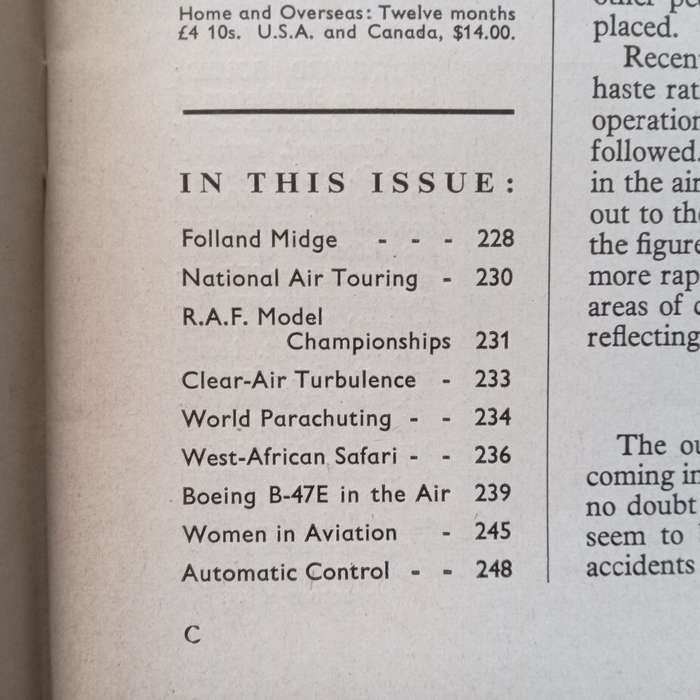 Home and Overseas: Twelve months
£4 10s. U.S.A. and Canada, $14.00.
IN THIS ISSUE:
Folland Midge - - - 228
National Air Touring - 230
R.A.F. Model
Championships 231
Clear-Air Turbulence - 233
World Parachuting - - 234
West-African Safari - - 236
Boeing B-47E in the Air 239
Women in Aviation - 245
Automatic Control - - 248
C
placed.
Recen
haste rat
operation
followed.
in the air
out to the
the figure
more rap
areas of
reflecting
The ou
coming in
no doubt
seem to
accidents